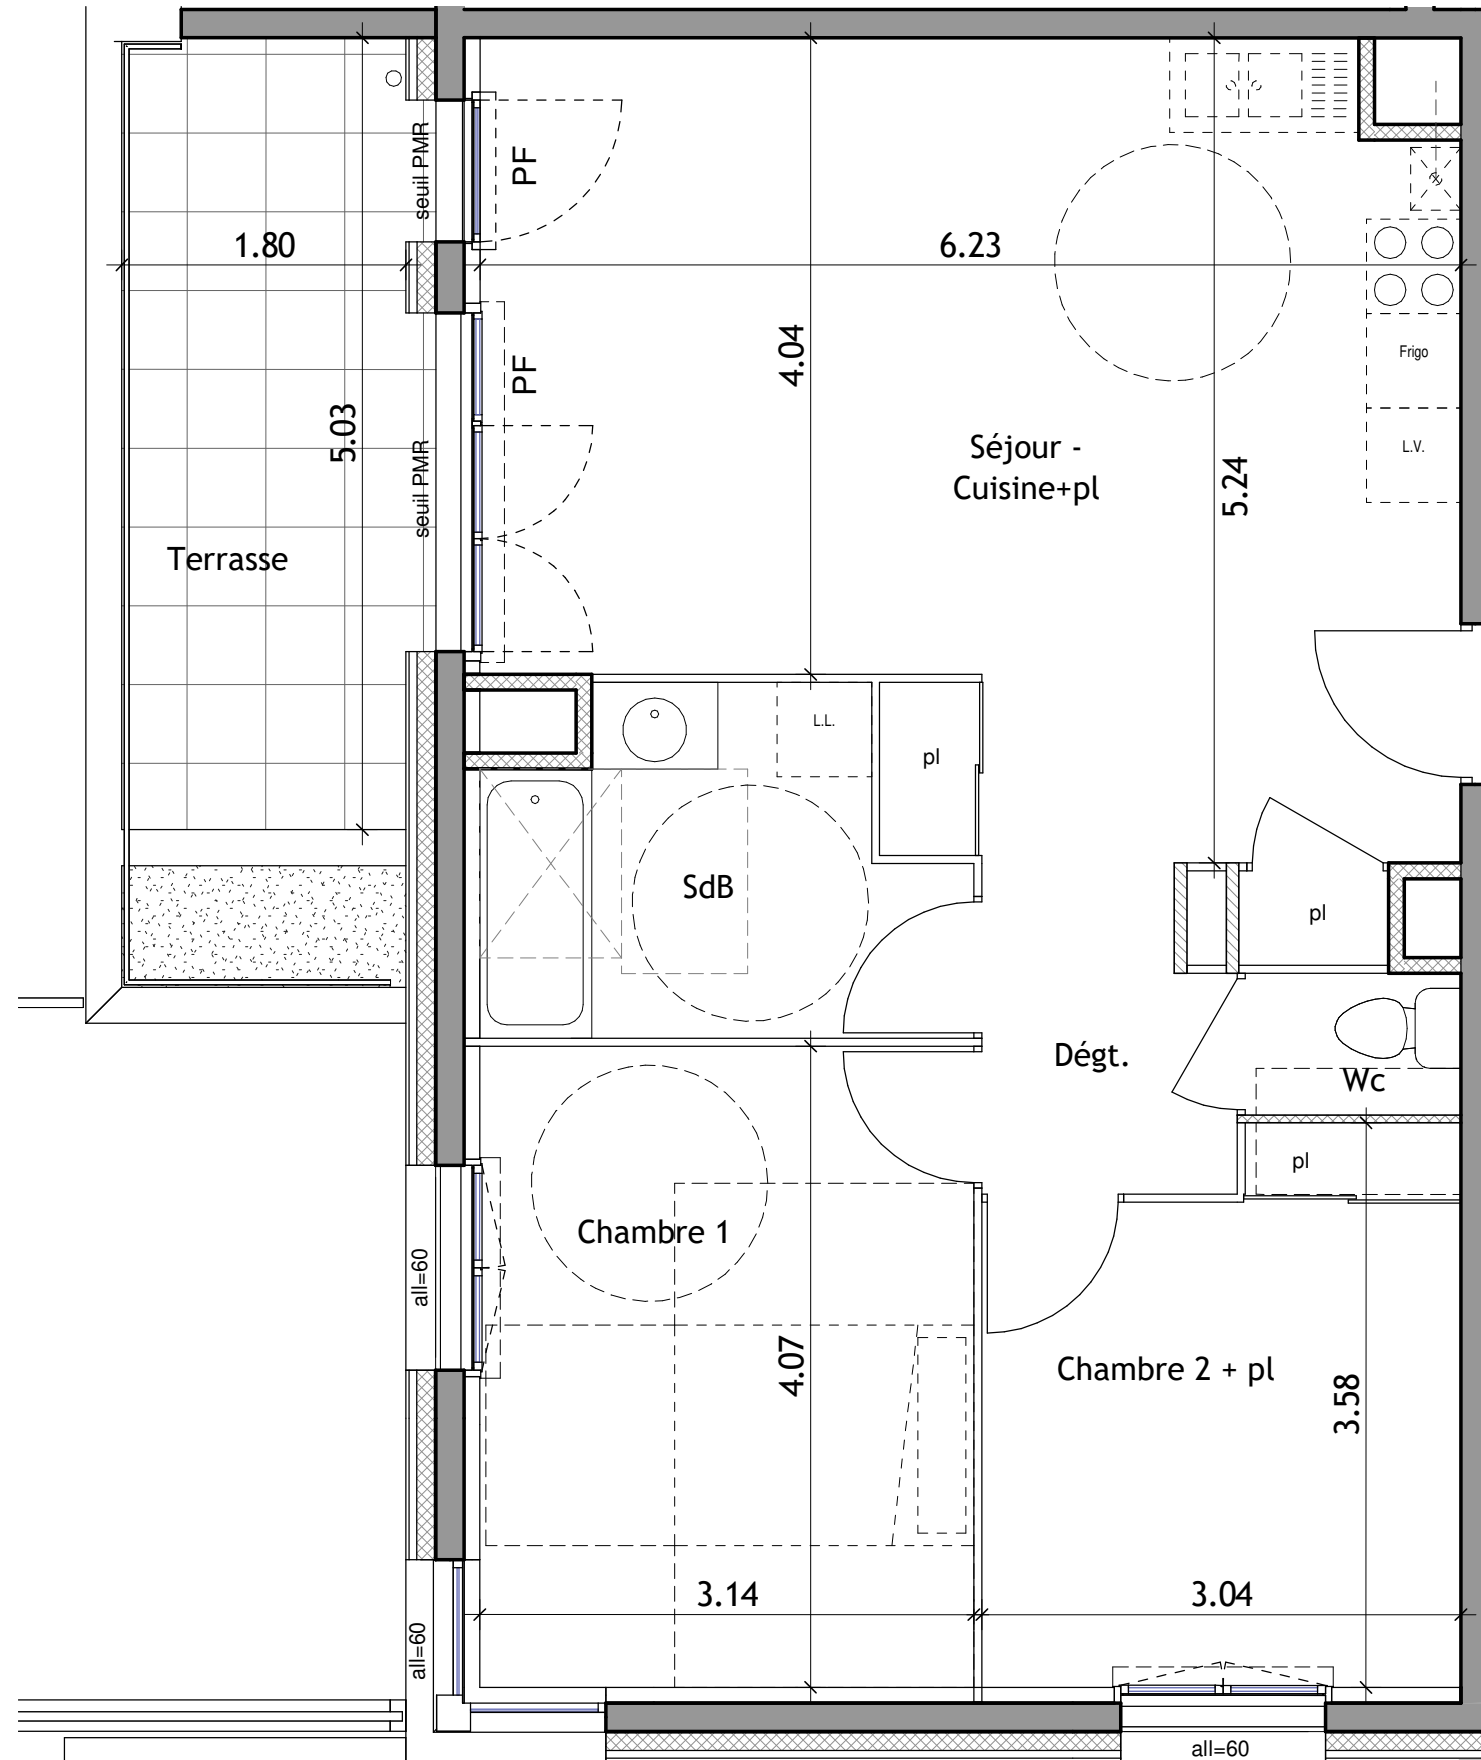 seuil PMR
PF
1.80
6.23
4.04
PF
Frigo
5.03
Séjour -
Cuisine+pl
L.V.
seuil PMR
5.24
Terrasse
L.L.
pl
SdB
pl
Dégt.
Wc
pl
Chambre 1
all=60
4.07
Chambre 2 + pl
3.58
3.14
3.04
all=60
all=60